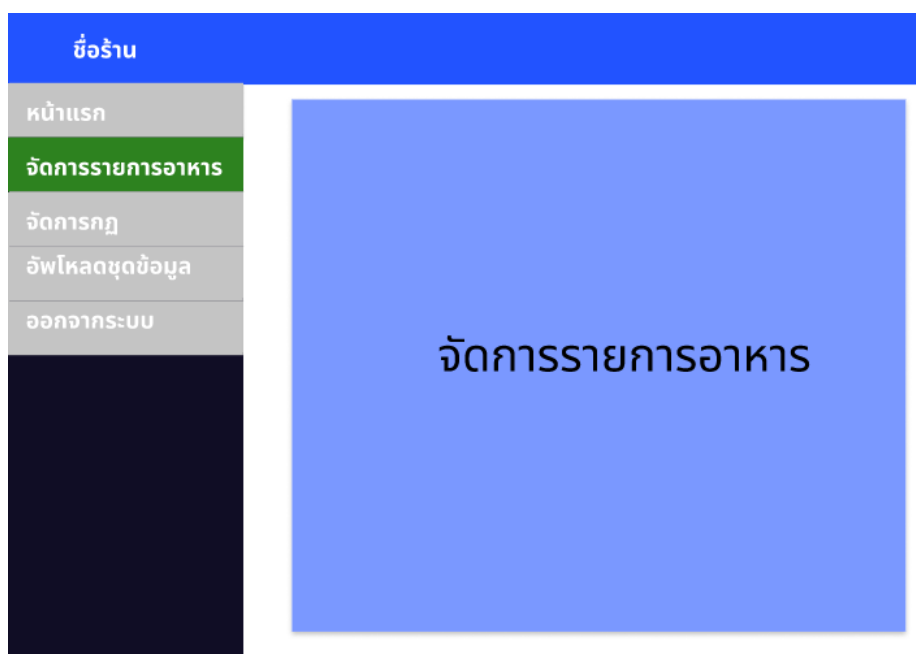 ชื่อร้าน
หน้าแรก
จัดการรายการอาหาร
จัดการกฏ
อัพโหลดชุดข้อมูล
ออกจากระบบ
จัดการรายการอาหาร